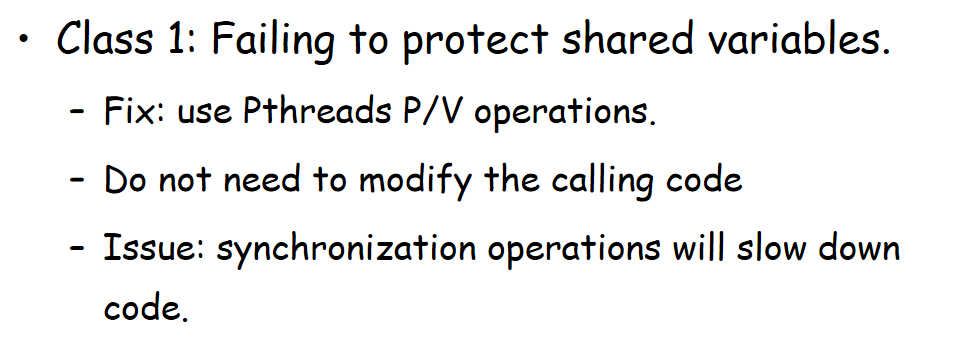 • Class 1: Failing to protect shared variables.
– Fix: use Pthreads P/V operations.
– Do not need to modify the calling code
– Issue: synchronization operations will slow down
code.